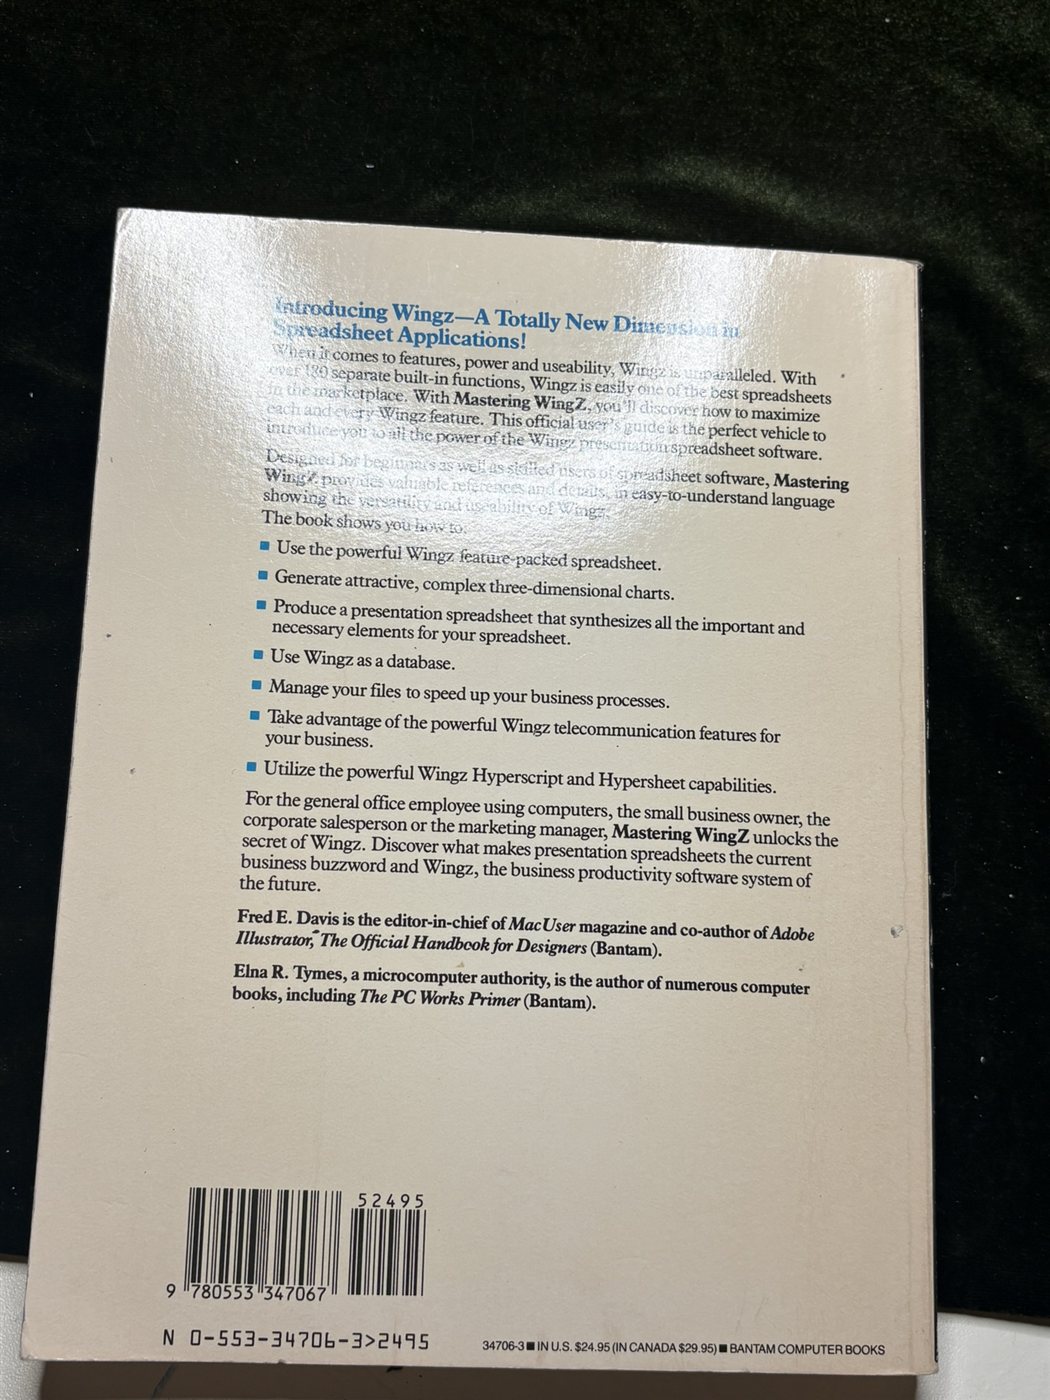 Introducing Wingz—A Totally New Dimension in
Spreadsheet Applications!
When it comes to features, power and useability, Wingz is unparalleled. With
over 180 separate built-in functions, Wingz is easily one of the best spreadsheets
in the marketplace. With Mastering WingZ, you'll discover how to maximize
each and every Wingz feature. This official user's guide is the perfect vehicle to
introduce you to all the power of the Wingz presentation spreadsheet software.
Designed for beginners as well as skilled users of spreadsheet software, Mastering
WingZ provides valuable references and details, in easy-to-understand language
showing the versatility and useability of Wingz.
The book shows you how to:
■ Use the powerful Wingz feature-packed spreadsheet.
■ Generate attractive, complex three-dimensional charts.
■ Produce a presentation spreadsheet that synthesizes all the important and
necessary elements for your spreadsheet.
■ Use Wingz as a database.
■ Manage your files to speed up your business processes.
■ Take advantage of the powerful Wingz telecommunication features for
your business.
■ Utilize the powerful Wingz Hyperscript and Hypersheet capabilities.
For the general office employee using computers, the small business owner, the
corporate salesperson or the marketing manager, Mastering WingZ unlocks the
secret of Wingz. Discover what makes presentation spreadsheets the current
business buzzword and Wingz, the business productivity software system of
the future.
Fred E. Davis is the editor-in-chief of MacUser magazine and co-author of Adobe
Illustrator,™ The Official Handbook for Designers (Bantam).
Elna R. Tymes, a microcomputer authority, is the author of numerous computer
books, including The PC Works Primer (Bantam).
52495
9 780553 347067
N 0-553-34706-3>2495
34706-3 ■ IN U.S. $24.95 (IN CANADA $29.95) ■ BANTAM COMPUTER BOOKS